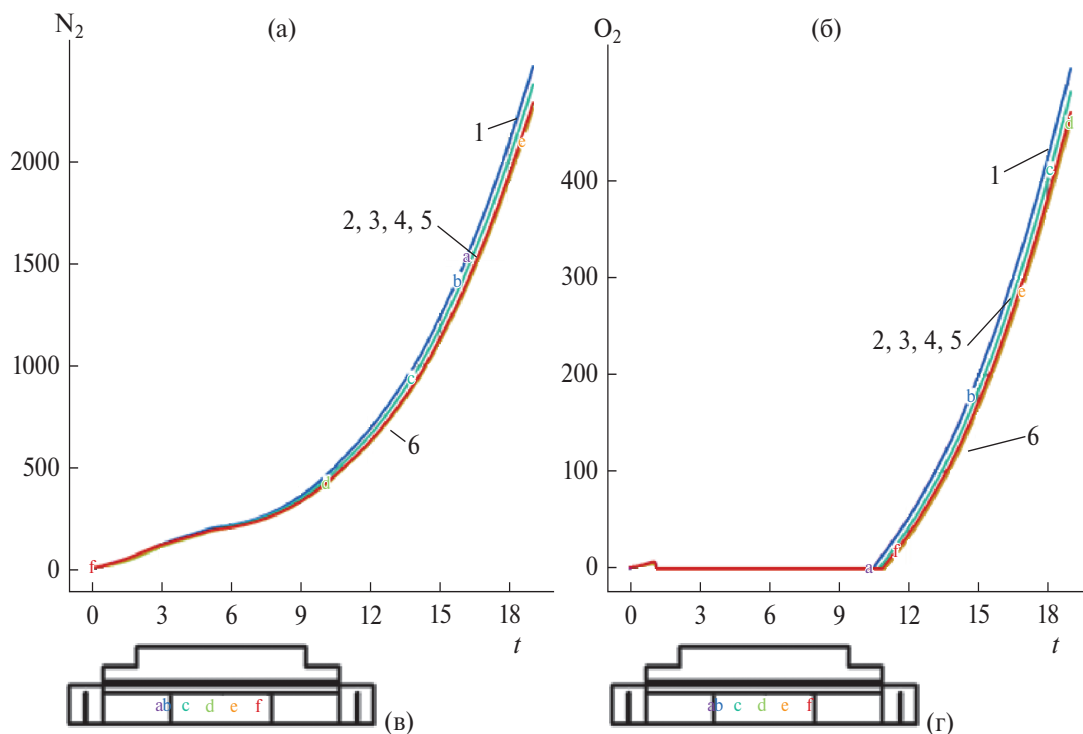 N2 (а)
2000
1500
1000
500
0
0 3 6 9 12 15 18
t
1
2, 3, 4, 5
6
a
b
c
d
e
f
ab c d e f
(в)
O2 (б)
400
300
200
100
0
0 3 6 9 12 15 18
t
1
2, 3, 4, 5
6
d
c
e
b
f
a
ab c d e f
(г)